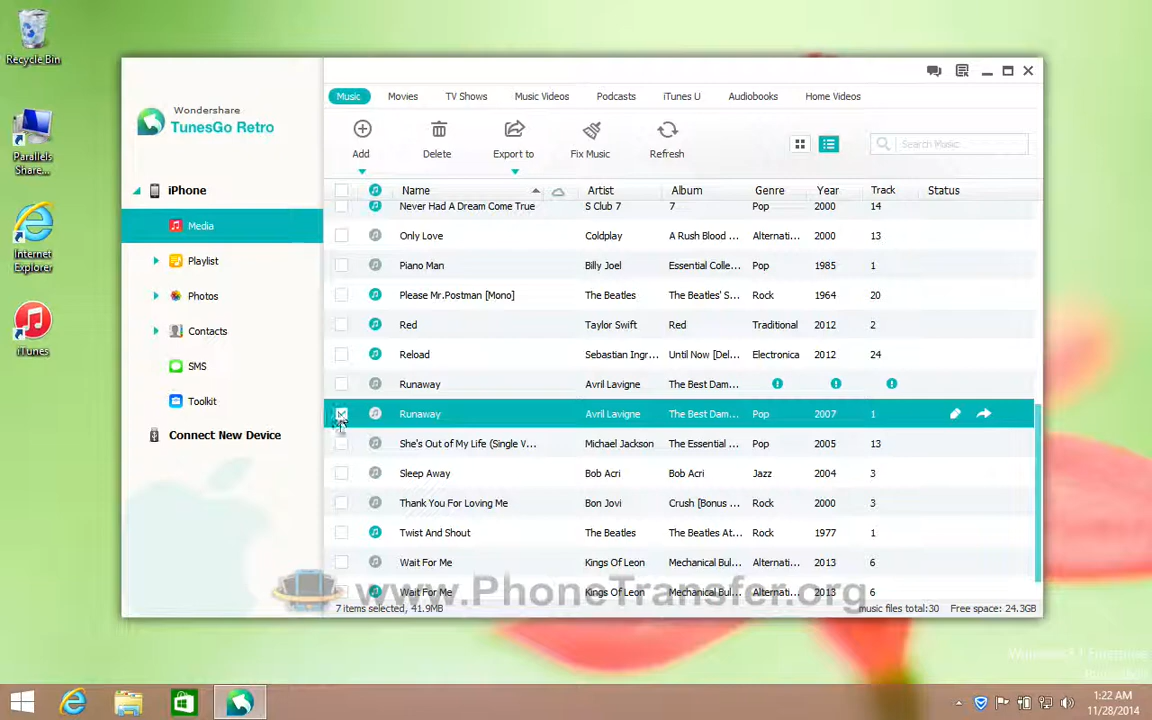 Recycle Bin
Parallels
Share...
Internet
Explorer
iTunes
Wondershare
TunesGo Retro
iPhone
Media
Playlist
Photos
Contacts
SMS
Toolkit
Connect New Device
Music Movies TV Shows Music Videos Podcasts iTunes U Audiobooks Home Videos
Add Delete Export to Fix Music Refresh Search Music...
Name Artist Album Genre Year Track Status
Never Had A Dream Come True S Club 7 7 Pop 2000 14
Only Love Coldplay A Rush Blood ... Alternati... 2000 13
Piano Man Billy Joel Essential Colle... Pop 1985 1
Please Mr.Postman [Mono] The Beatles The Beatles' S... Rock 1964 20
Red Taylor Swift Red Traditional 2012 2
Reload Sebastian Ingr... Until Now [Del... Electronica 2012 24
Runaway Avril Lavigne The Best Dam...
Runaway Avril Lavigne The Best Dam... Pop 2007 1
She's Out of My Life (Single V... Michael Jackson The Essential ... Pop 2005 13
Sleep Away Bob Acri Bob Acri Jazz 2004 3
Thank You For Loving Me Bon Jovi Crush [Bonus ... Rock 2000 3
Twist And Shout The Beatles The Beatles At... Rock 1977 1
Wait For Me Kings Of Leon Mechanical Bul... Alternati... 2013 6
Wait For Me Kings Of Leon Mechanical Bul... Alternati... 2013 6
www.PhoneTransfer.org
7 items selected, 41.9MB music files total:30 Free space: 24.3GB
1:22 AM
11/28/2014